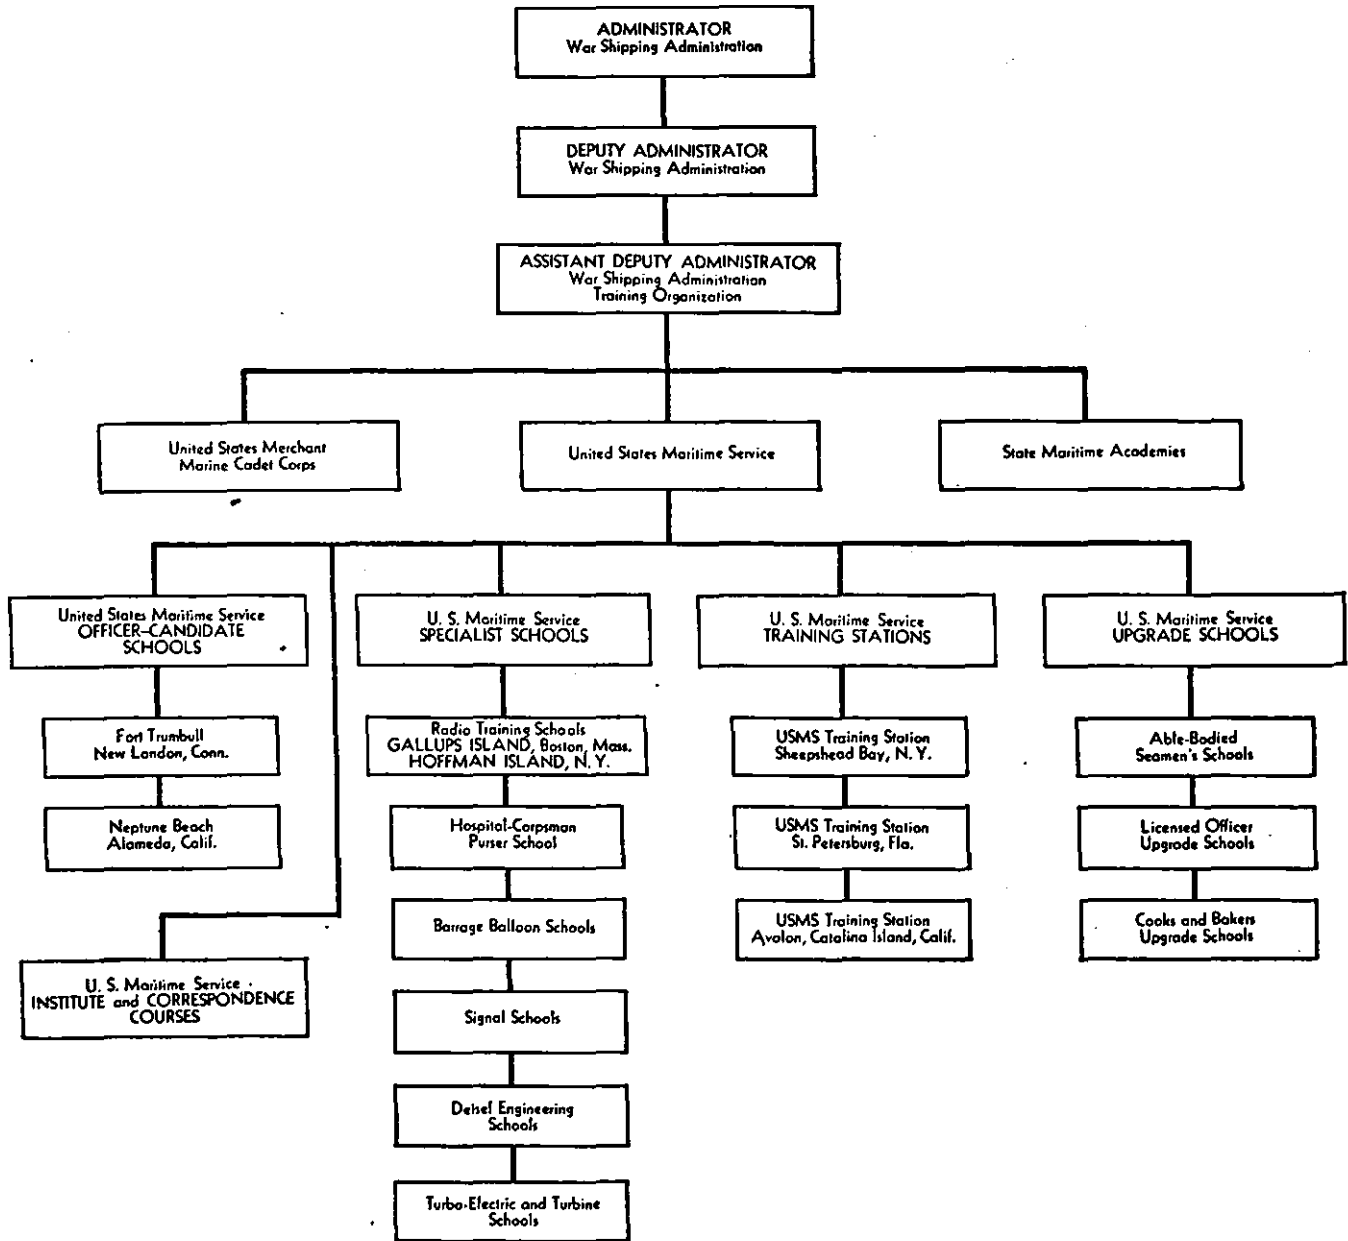 ADMINISTRATOR
War Shipping Administration
DEPUTY ADMINISTRATOR
War Shipping Administration
ASSISTANT DEPUTY ADMINISTRATOR
War Shipping Administration
Training Organization
United States Merchant
Marine Cadet Corps
United States Maritime Service
State Maritime Academies
United States Maritime Service
OFFICER-CANDIDATE
SCHOOLS
Fort Trumbull
New London, Conn.
Neptune Beach
Alameda, Calif.
U. S. Maritime Service
INSTITUTE and CORRESPONDENCE
COURSES
U. S. Maritime Service
SPECIALIST SCHOOLS
Radio Training Schools
GALLUPS ISLAND, Boston, Mass.
HOFFMAN ISLAND, N. Y.
Hospital-Corpsman
Purser School
Barrage Balloon Schools
Signal Schools
Deisel Engineering
Schools
Turbo-Electric and Turbine
Schools
U. S. Maritime Service
TRAINING STATIONS
USMS Training Station
Sheepshead Bay, N. Y.
USMS Training Station
St. Petersburg, Fla.
USMS Training Station
Avalon, Catalina Island, Calif.
U. S. Maritime Service
UPGRADE SCHOOLS
Able-Bodied
Seamen's Schools
Licensed Officer
Upgrade Schools
Cooks and Bakers
Upgrade Schools